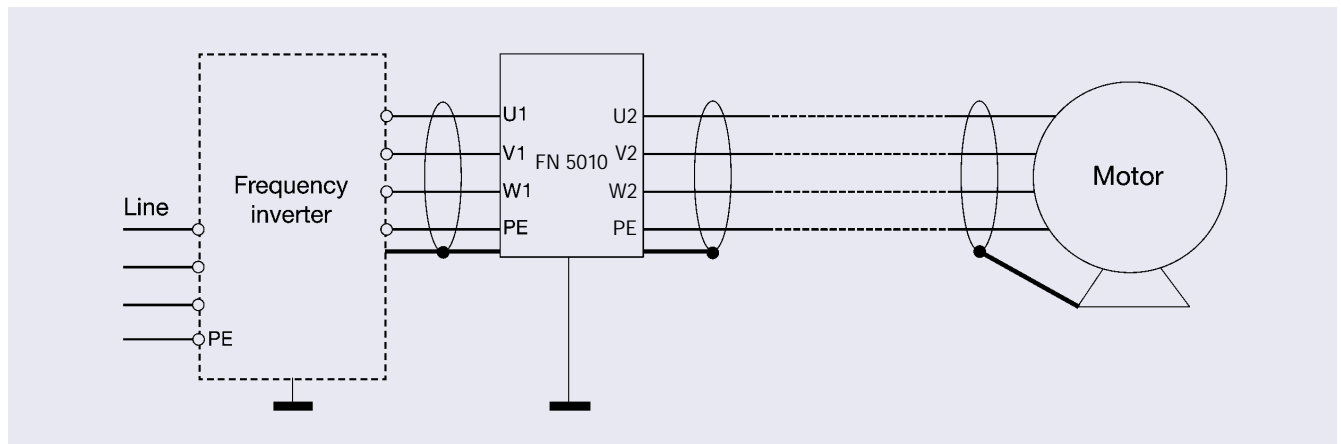 Line
PE
Frequency
inverter
U1
V1
W1
PE
FN 5010
U2
V2
W2
PE
Motor